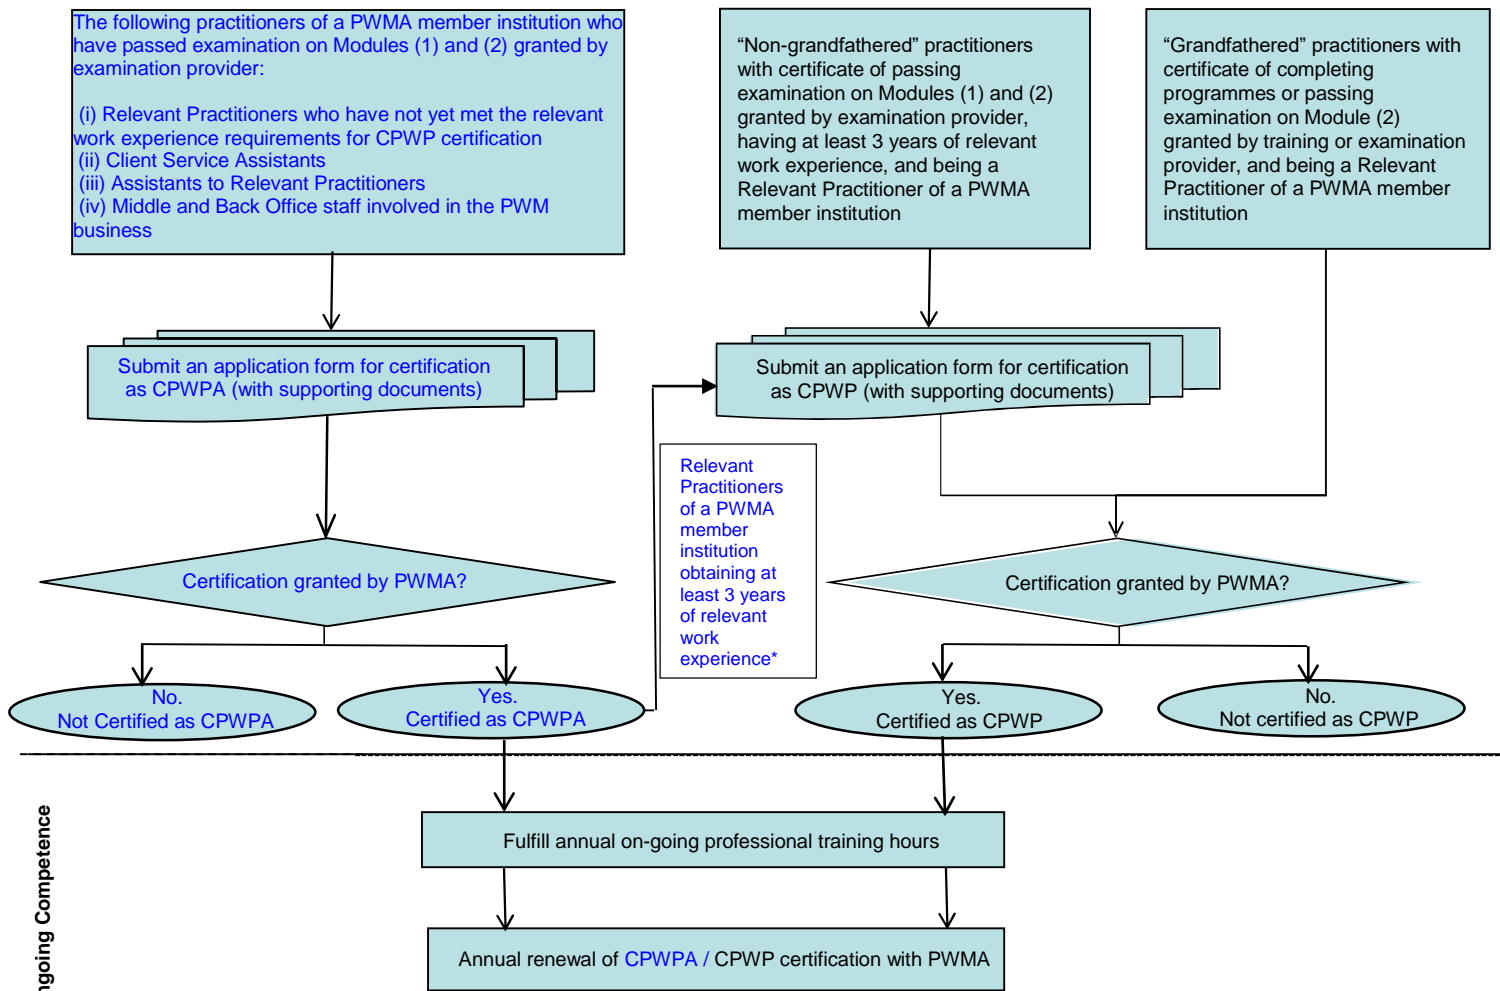 The following practitioners of a PWMA member institution who
have passed examination on Modules (1) and (2) granted by
examination provider:
(i) Relevant Practitioners who have not yet met the relevant
work experience requirements for CPWP certification
(ii) Client Service Assistants
(iii) Assistants to Relevant Practitioners
(iv) Middle and Back Office staff involved in the PWM
business
“Non-grandfathered” practitioners
with certificate of passing
examination on Modules (1) and (2)
granted by examination provider,
having at least 3 years of relevant
work experience, and being a
Relevant Practitioner of a PWMA
member institution
“Grandfathered” practitioners with
certificate of completing
programmes or passing
examination on Module (2)
granted by training or examination
provider, and being a Relevant
Practitioner of a PWMA member
institution
Submit an application form for certification
as CPWPA (with supporting documents)
Submit an application form for certification
as CPWP (with supporting documents)
Relevant
Practitioners
of a PWMA
member
institution
obtaining at
least 3 years
of relevant
work
experience*
Certification granted by PWMA?
Certification granted by PWMA?
No.
Not Certified as CPWPA
Yes.
Certified as CPWPA
Yes.
Certified as CPWP
No.
Not certified as CPWP
ngoing Competence
Fulfill annual on-going professional training hours
Annual renewal of CPWPA / CPWP certification with PWMA